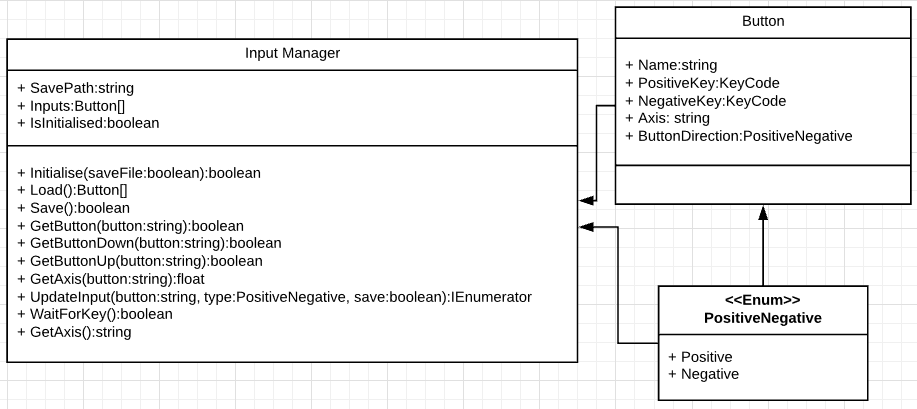 Input Manager
+ SavePath:string
+ Inputs:Button[]
+ IsInitialised:boolean
+ Initialise(saveFile:boolean):boolean
+ Load():Button[]
+ Save():boolean
+ GetButton(button:string):boolean
+ GetButtonDown(button:string):boolean
+ GetButtonUp(button:string):boolean
+ GetAxis(button:string):float
+ UpdateInput(button:string, type:PositiveNegative, save:boolean):IEnumerator
+ WaitForKey():boolean
+ GetAxis():string
Button
+ Name:string
+ PositiveKey:KeyCode
+ NegativeKey:KeyCode
+ Axis: string
+ ButtonDirection:PositiveNegative
<<Enum>>
PositiveNegative
+ Positive
+ Negative